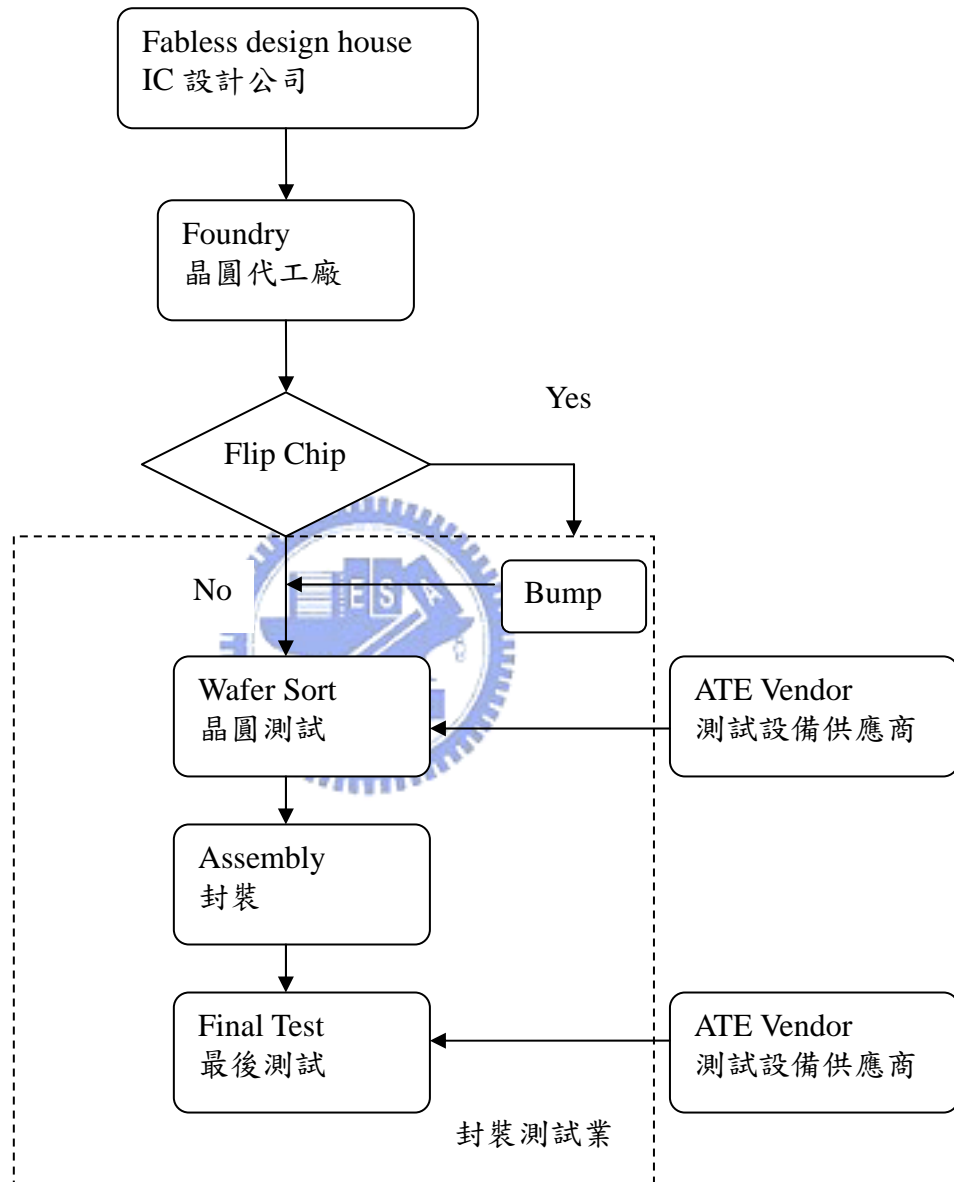 Fabless design house
IC 設計公司
Foundry
晶圓代工廠
Yes
Flip Chip
No
Bump
ESA
Wafer Sort
晶圓測試
ATE Vendor
測試設備供應商
Assembly
封裝
Final Test
最後測試
ATE Vendor
測試設備供應商
封裝測試業